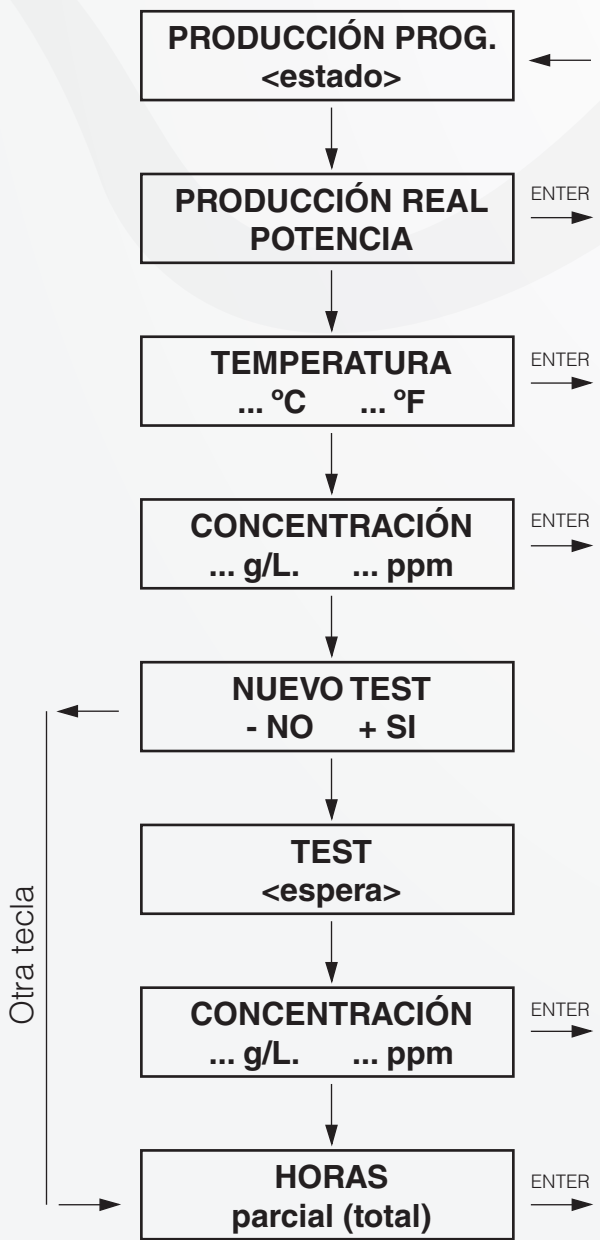 PRODUCCIÓN PROG.
<estado>
PRODUCCIÓN REAL
POTENCIA
ENTER
TEMPERATURA
... ºC ... ºF
ENTER
CONCENTRACIÓN
... g/L. ... ppm
ENTER
NUEVO TEST
- NO + SI
TEST
<espera>
Otra tecla
CONCENTRACIÓN
... g/L. ... ppm
ENTER
HORAS
parcial (total)
ENTER